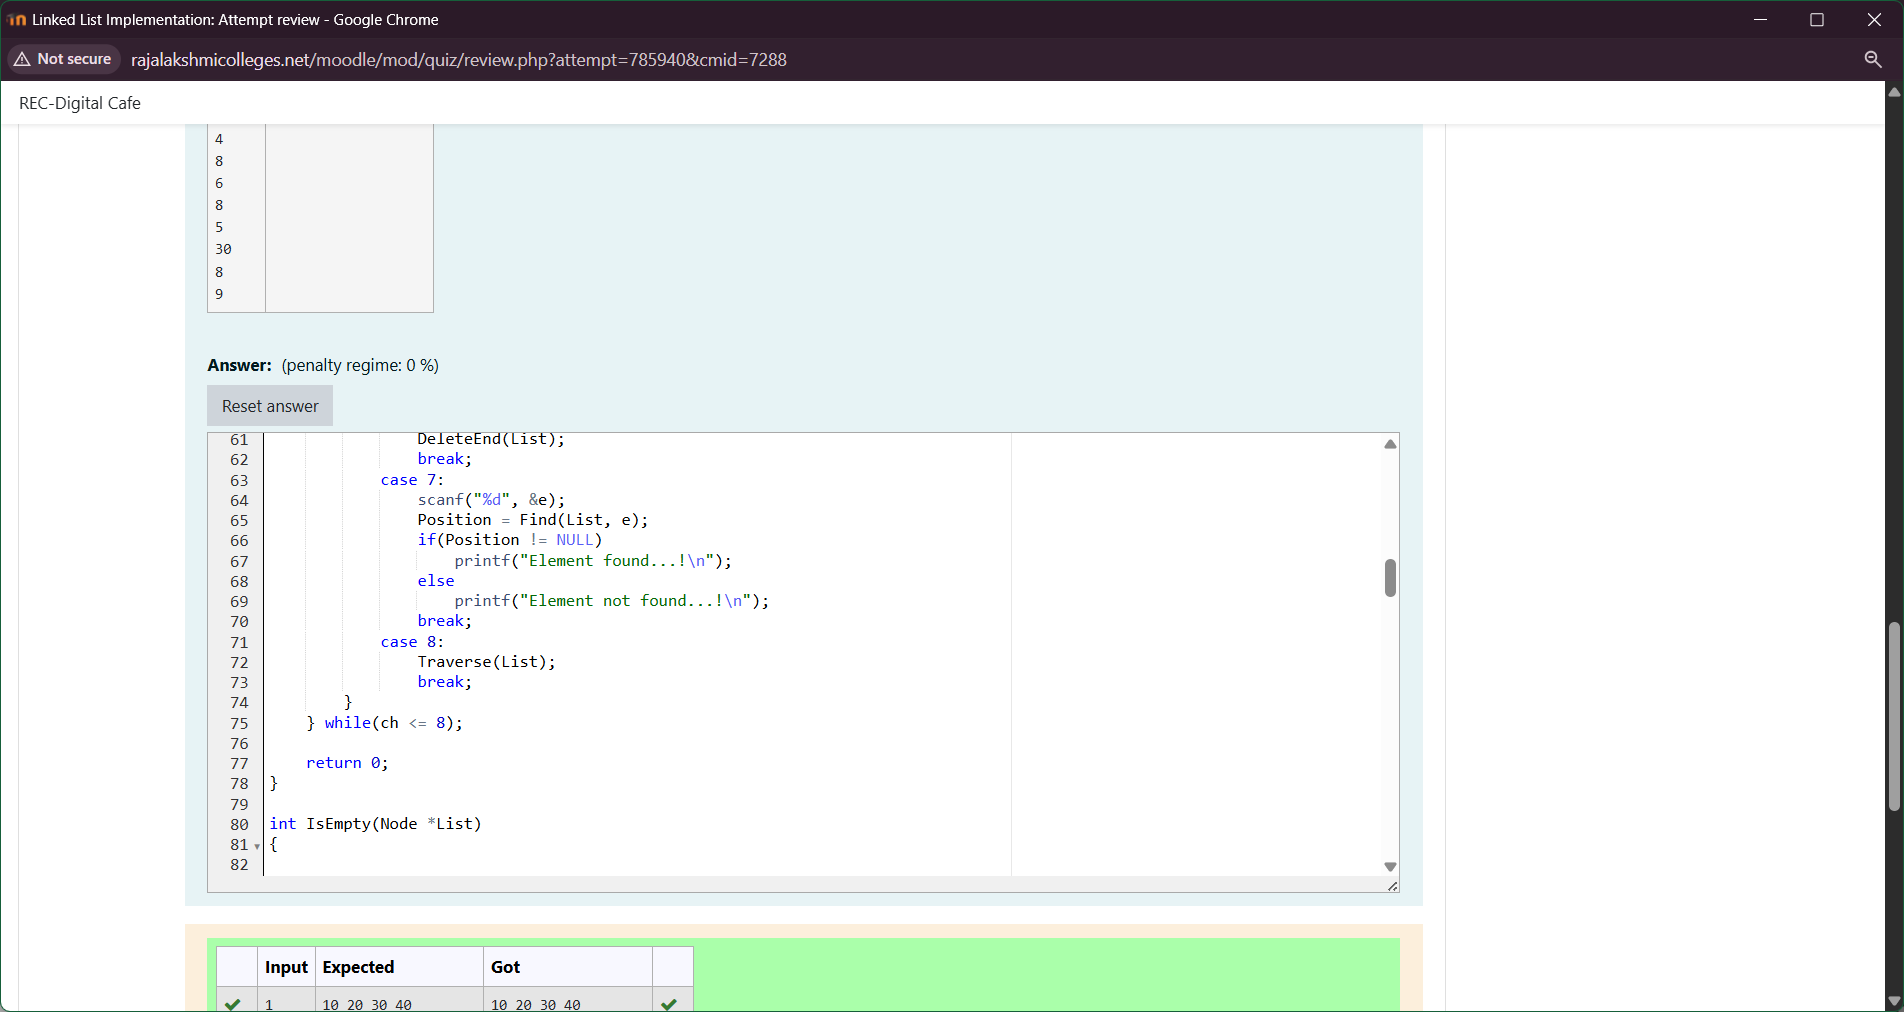 Linked List Implementation: Attempt review - Google Chrome
Not secure rajalakshmicolleges.net/moodle/mod/quiz/review.php?attempt=785940&cmid=7288
REC-Digital Cafe
4
8
6
8
5
30
8
9
Answer: (penalty regime: 0 %)
Reset answer
61 DeleteEnd(List);
62 break;
63 case 7:
64 scanf("%d", &e);
65 Position = Find(List, e);
66 if(Position != NULL)
67 printf("Element found...!\n");
68 else
69 printf("Element not found...!\n");
70 break;
71 case 8:
72 Traverse(List);
73 break;
74 }
75 } while(ch <= 8);
76
77 return 0;
78 }
79
80 int IsEmpty(Node *List)
81 {
82
Input Expected Got
1 10 20 30 40 10 20 30 40